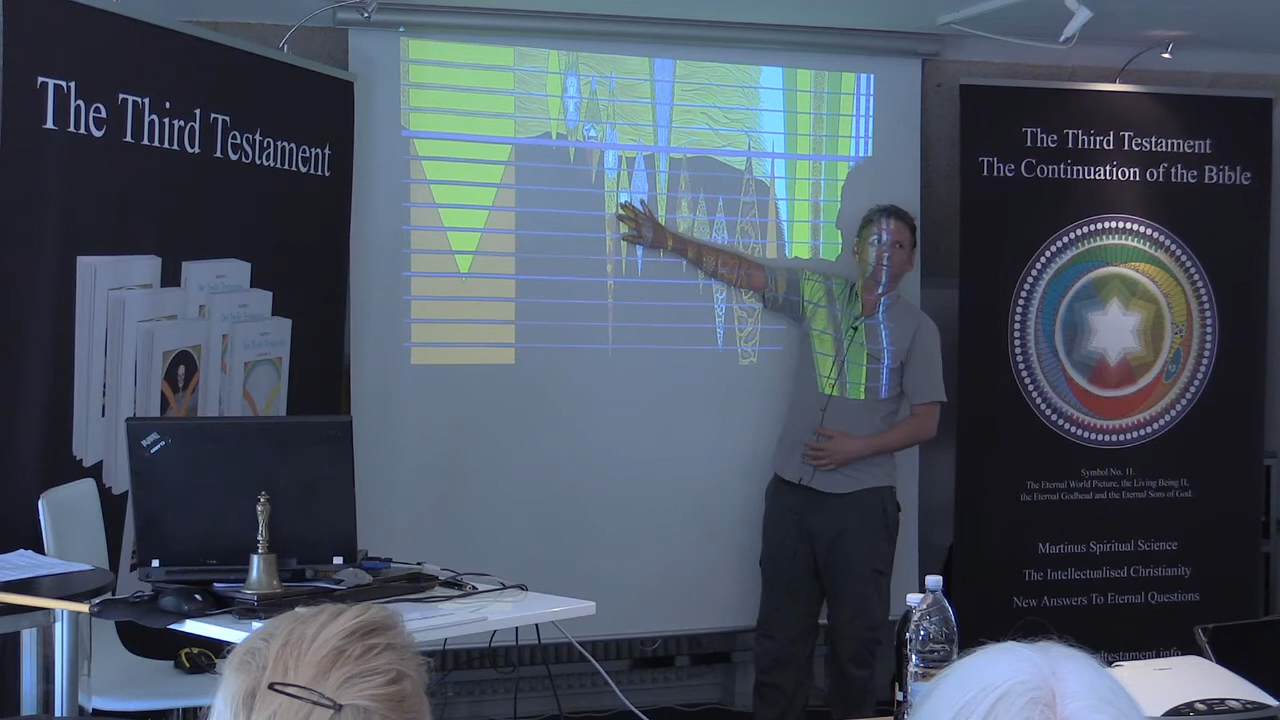 The Third Testament
The Third Testament
The Continuation of the Bible
Symbol No. 11.
The Eternal World Picture, the Living Being II,
the Eternal Godhead and the Eternal Sons of God.
Martinus Spiritual Science
The Intellectualised Christianity
New Answers To Eternal Questions